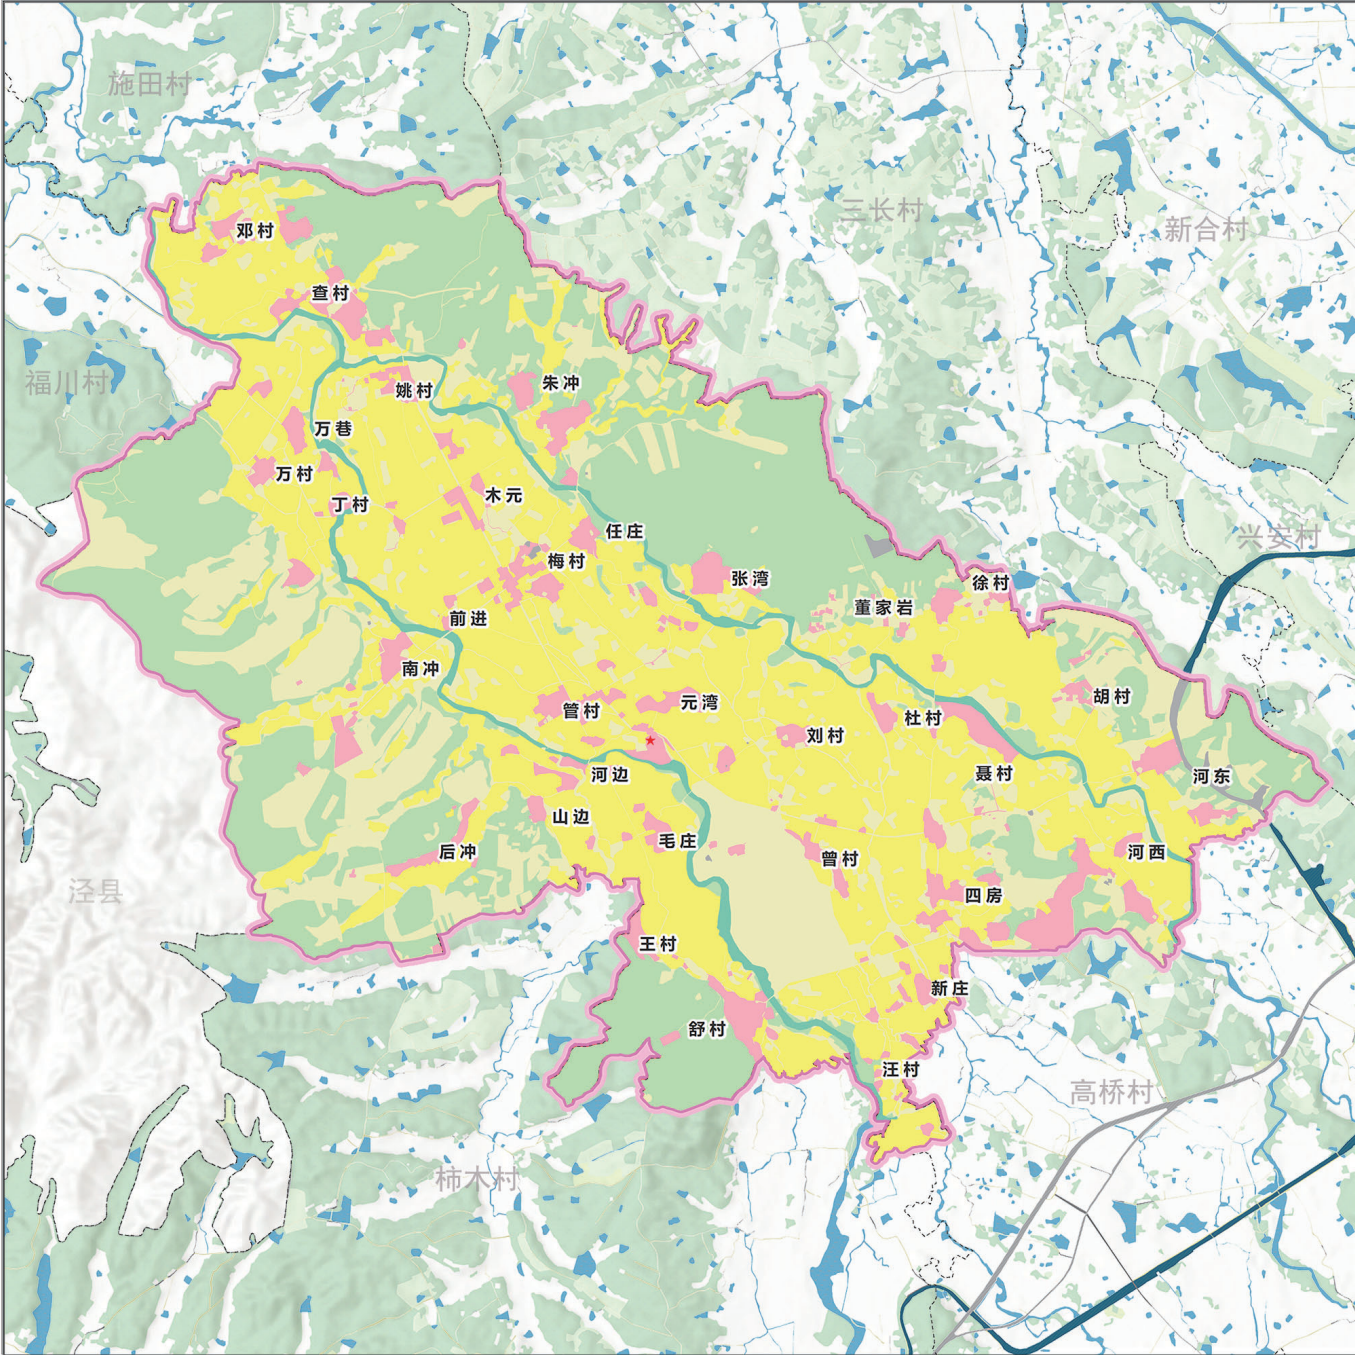 施田村
三长村
新合村
邓村
查村
福川村
姚村
朱冲
万巷
万村
木元
丁村
任庄
兴安村
梅村
张湾
徐村
董家岩
前进
南冲
胡村
元湾
管村
杜村
刘村
聂村
河东
河边
山边
毛庄
后冲
曾村
河西
泾县
四房
王村
新庄
舒村
汪村
高桥村
柿木村